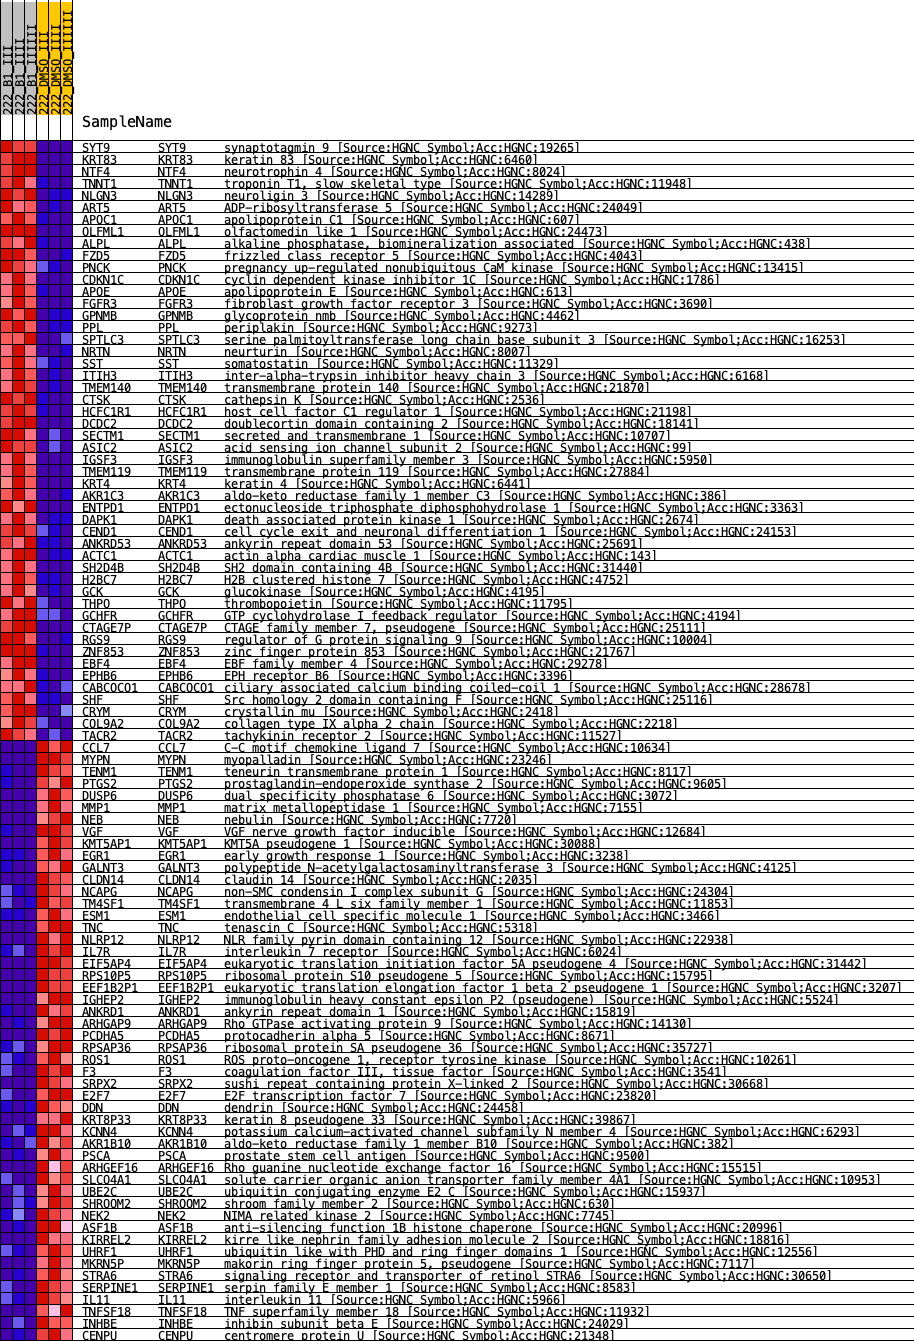 222_B1_III
222_B1_IIII
222_B1_IIIIII
222_DMSO_III
222_DMSO_IIII
222_DMSO_IIIIII
SampleName
SYT9 SYT9 synaptotagmin 9 [Source:HGNC Symbol;Acc:HGNC:19265]
KRT83 KRT83 keratin 83 [Source:HGNC Symbol;Acc:HGNC:6460]
NTF4 NTF4 neurotrophin 4 [Source:HGNC Symbol;Acc:HGNC:8024]
TNNT1 TNNT1 troponin T1, slow skeletal type [Source:HGNC Symbol;Acc:HGNC:11948]
NLGN3 NLGN3 neuroligin 3 [Source:HGNC Symbol;Acc:HGNC:14289]
ART5 ART5 ADP-ribosyltransferase 5 [Source:HGNC Symbol;Acc:HGNC:24049]
APOC1 APOC1 apolipoprotein C1 [Source:HGNC Symbol;Acc:HGNC:607]
OLFML1 OLFML1 olfactomedin like 1 [Source:HGNC Symbol;Acc:HGNC:24473]
ALPL ALPL alkaline phosphatase, biomineralization associated [Source:HGNC Symbol;Acc:HGNC:438]
FZD5 FZD5 frizzled class receptor 5 [Source:HGNC Symbol;Acc:HGNC:4043]
PNCK PNCK pregnancy up-regulated nonubiquitous CaM kinase [Source:HGNC Symbol;Acc:HGNC:13415]
CDKN1C CDKN1C cyclin dependent kinase inhibitor 1C [Source:HGNC Symbol;Acc:HGNC:1786]
APOE APOE apolipoprotein E [Source:HGNC Symbol;Acc:HGNC:613]
FGFR3 FGFR3 fibroblast growth factor receptor 3 [Source:HGNC Symbol;Acc:HGNC:3690]
GPNMB GPNMB glycoprotein nmb [Source:HGNC Symbol;Acc:HGNC:4462]
PPL PPL periplakin [Source:HGNC Symbol;Acc:HGNC:9273]
SPTLC3 SPTLC3 serine palmitoyltransferase long chain base subunit 3 [Source:HGNC Symbol;Acc:HGNC:16253]
NRTN NRTN neurturin [Source:HGNC Symbol;Acc:HGNC:8007]
SST SST somatostatin [Source:HGNC Symbol;Acc:HGNC:11329]
ITIH3 ITIH3 inter-alpha-trypsin inhibitor heavy chain 3 [Source:HGNC Symbol;Acc:HGNC:6168]
TMEM140 TMEM140 transmembrane protein 140 [Source:HGNC Symbol;Acc:HGNC:21870]
CTSK CTSK cathepsin K [Source:HGNC Symbol;Acc:HGNC:2536]
HCFC1R1 HCFC1R1 host cell factor C1 regulator 1 [Source:HGNC Symbol;Acc:HGNC:21198]
DCDC2 DCDC2 doublecortin domain containing 2 [Source:HGNC Symbol;Acc:HGNC:18141]
SECTM1 SECTM1 secreted and transmembrane 1 [Source:HGNC Symbol;Acc:HGNC:10707]
ASIC2 ASIC2 acid sensing ion channel subunit 2 [Source:HGNC Symbol;Acc:HGNC:99]
IGSF3 IGSF3 immunoglobulin superfamily member 3 [Source:HGNC Symbol;Acc:HGNC:5950]
TMEM119 TMEM119 transmembrane protein 119 [Source:HGNC Symbol;Acc:HGNC:27884]
KRT4 KRT4 keratin 4 [Source:HGNC Symbol;Acc:HGNC:6441]
AKR1C3 AKR1C3 aldo-keto reductase family 1 member C3 [Source:HGNC Symbol;Acc:HGNC:386]
ENTPD1 ENTPD1 ectonucleoside triphosphate diphosphohydrolase 1 [Source:HGNC Symbol;Acc:HGNC:3363]
DAPK1 DAPK1 death associated protein kinase 1 [Source:HGNC Symbol;Acc:HGNC:2674]
CEND1 CEND1 cell cycle exit and neuronal differentiation 1 [Source:HGNC Symbol;Acc:HGNC:24153]
ANKRD53 ANKRD53 ankyrin repeat domain 53 [Source:HGNC Symbol;Acc:HGNC:25691]
ACTC1 ACTC1 actin alpha cardiac muscle 1 [Source:HGNC Symbol;Acc:HGNC:143]
SH2D4B SH2D4B SH2 domain containing 4B [Source:HGNC Symbol;Acc:HGNC:31440]
H2BC7 H2BC7 H2B clustered histone 7 [Source:HGNC Symbol;Acc:HGNC:4752]
GCK GCK glucokinase [Source:HGNC Symbol;Acc:HGNC:4195]
THPO THPO thrombopoietin [Source:HGNC Symbol;Acc:HGNC:11795]
GCHFR GCHFR GTP cyclohydrolase I feedback regulator [Source:HGNC Symbol;Acc:HGNC:4194]
CTAGE7P CTAGE7P CTAGE family member 7, pseudogene [Source:HGNC Symbol;Acc:HGNC:25111]
RGS9 RGS9 regulator of G protein signaling 9 [Source:HGNC Symbol;Acc:HGNC:10004]
ZNF853 ZNF853 zinc finger protein 853 [Source:HGNC Symbol;Acc:HGNC:21767]
EBF4 EBF4 EBF family member 4 [Source:HGNC Symbol;Acc:HGNC:29278]
EPHB6 EPHB6 EPH receptor B6 [Source:HGNC Symbol;Acc:HGNC:3396]
CABCOCO1 CABCOCO1 ciliary associated calcium binding coiled-coil 1 [Source:HGNC Symbol;Acc:HGNC:28678]
SHF SHF Src homology 2 domain containing F [Source:HGNC Symbol;Acc:HGNC:25116]
CRYM CRYM crystallin mu [Source:HGNC Symbol;Acc:HGNC:2418]
COL9A2 COL9A2 collagen type IX alpha 2 chain [Source:HGNC Symbol;Acc:HGNC:2218]
TACR2 TACR2 tachykinin receptor 2 [Source:HGNC Symbol;Acc:HGNC:11527]
CCL7 CCL7 C-C motif chemokine ligand 7 [Source:HGNC Symbol;Acc:HGNC:10634]
MYPN MYPN myopalladin [Source:HGNC Symbol;Acc:HGNC:23246]
TENM1 TENM1 teneurin transmembrane protein 1 [Source:HGNC Symbol;Acc:HGNC:8117]
PTGS2 PTGS2 prostaglandin-endoperoxide synthase 2 [Source:HGNC Symbol;Acc:HGNC:9605]
DUSP6 DUSP6 dual specificity phosphatase 6 [Source:HGNC Symbol;Acc:HGNC:3072]
MMP1 MMP1 matrix metallopeptidase 1 [Source:HGNC Symbol;Acc:HGNC:7155]
NEB NEB nebulin [Source:HGNC Symbol;Acc:HGNC:7720]
VGF VGF VGF nerve growth factor inducible [Source:HGNC Symbol;Acc:HGNC:12684]
KMT5AP1 KMT5AP1 KMT5A pseudogene 1 [Source:HGNC Symbol;Acc:HGNC:30088]
EGR1 EGR1 early growth response 1 [Source:HGNC Symbol;Acc:HGNC:3238]
GALNT3 GALNT3 polypeptide N-acetylgalactosaminyltransferase 3 [Source:HGNC Symbol;Acc:HGNC:4125]
CLDN14 CLDN14 claudin 14 [Source:HGNC Symbol;Acc:HGNC:2035]
NCAPG NCAPG non-SMC condensin I complex subunit G [Source:HGNC Symbol;Acc:HGNC:24304]
TM4SF1 TM4SF1 transmembrane 4 L six family member 1 [Source:HGNC Symbol;Acc:HGNC:11853]
ESM1 ESM1 endothelial cell specific molecule 1 [Source:HGNC Symbol;Acc:HGNC:3466]
TNC TNC tenascin C [Source:HGNC Symbol;Acc:HGNC:5318]
NLRP12 NLRP12 NLR family pyrin domain containing 12 [Source:HGNC Symbol;Acc:HGNC:22938]
IL7R IL7R interleukin 7 receptor [Source:HGNC Symbol;Acc:HGNC:6024]
EIF5AP4 EIF5AP4 eukaryotic translation initiation factor 5A pseudogene 4 [Source:HGNC Symbol;Acc:HGNC:31442]
RPS10P5 RPS10P5 ribosomal protein S10 pseudogene 5 [Source:HGNC Symbol;Acc:HGNC:15795]
EEF1B2P1 EEF1B2P1 eukaryotic translation elongation factor 1 beta 2 pseudogene 1 [Source:HGNC Symbol;Acc:HGNC:3207]
IGHEP2 IGHEP2 immunoglobulin heavy constant epsilon P2 (pseudogene) [Source:HGNC Symbol;Acc:HGNC:5524]
ANKRD1 ANKRD1 ankyrin repeat domain 1 [Source:HGNC Symbol;Acc:HGNC:15819]
ARHGAP9 ARHGAP9 Rho GTPase activating protein 9 [Source:HGNC Symbol;Acc:HGNC:14130]
PCDHA5 PCDHA5 protocadherin alpha 5 [Source:HGNC Symbol;Acc:HGNC:8671]
RPSAP36 RPSAP36 ribosomal protein SA pseudogene 36 [Source:HGNC Symbol;Acc:HGNC:35727]
ROS1 ROS1 ROS proto-oncogene 1, receptor tyrosine kinase [Source:HGNC Symbol;Acc:HGNC:10261]
F3 F3 coagulation factor III, tissue factor [Source:HGNC Symbol;Acc:HGNC:3541]
SRPX2 SRPX2 sushi repeat containing protein X-linked 2 [Source:HGNC Symbol;Acc:HGNC:30668]
E2F7 E2F7 E2F transcription factor 7 [Source:HGNC Symbol;Acc:HGNC:23820]
DDN DDN dendrin [Source:HGNC Symbol;Acc:HGNC:24458]
KRT8P33 KRT8P33 keratin 8 pseudogene 33 [Source:HGNC Symbol;Acc:HGNC:39867]
KCNN4 KCNN4 potassium calcium-activated channel subfamily N member 4 [Source:HGNC Symbol;Acc:HGNC:6293]
AKR1B10 AKR1B10 aldo-keto reductase family 1 member B10 [Source:HGNC Symbol;Acc:HGNC:382]
PSCA PSCA prostate stem cell antigen [Source:HGNC Symbol;Acc:HGNC:9500]
ARHGEF16 ARHGEF16 Rho guanine nucleotide exchange factor 16 [Source:HGNC Symbol;Acc:HGNC:15515]
SLCO4A1 SLCO4A1 solute carrier organic anion transporter family member 4A1 [Source:HGNC Symbol;Acc:HGNC:10953]
UBE2C UBE2C ubiquitin conjugating enzyme E2 C [Source:HGNC Symbol;Acc:HGNC:15937]
SHROOM2 SHROOM2 shroom family member 2 [Source:HGNC Symbol;Acc:HGNC:630]
NEK2 NEK2 NIMA related kinase 2 [Source:HGNC Symbol;Acc:HGNC:7745]
ASF1B ASF1B anti-silencing function 1B histone chaperone [Source:HGNC Symbol;Acc:HGNC:20996]
KIRREL2 KIRREL2 kirre like nephrin family adhesion molecule 2 [Source:HGNC Symbol;Acc:HGNC:18816]
UHRF1 UHRF1 ubiquitin like with PHD and ring finger domains 1 [Source:HGNC Symbol;Acc:HGNC:12556]
MKRN5P MKRN5P makorin ring finger protein 5, pseudogene [Source:HGNC Symbol;Acc:HGNC:7117]
STRA6 STRA6 signaling receptor and transporter of retinol STRA6 [Source:HGNC Symbol;Acc:HGNC:30650]
SERPINE1 SERPINE1 serpin family E member 1 [Source:HGNC Symbol;Acc:HGNC:8583]
IL11 IL11 interleukin 11 [Source:HGNC Symbol;Acc:HGNC:5966]
TNFSF18 TNFSF18 TNF superfamily member 18 [Source:HGNC Symbol;Acc:HGNC:11932]
INHBE INHBE inhibin subunit beta E [Source:HGNC Symbol;Acc:HGNC:24029]
CENPU CENPU centromere protein U [Source:HGNC Symbol;Acc:HGNC:21348]